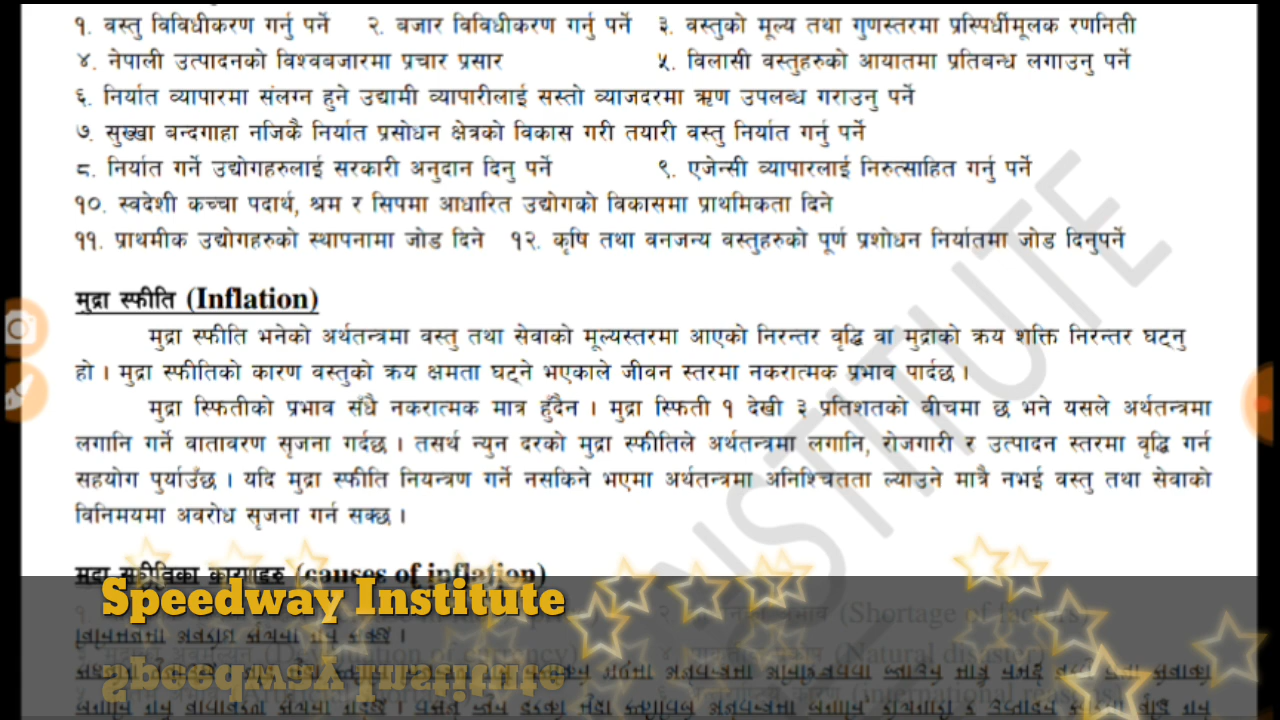 १. वस्तु विविधीकरण गर्नु पर्ने २. बजार विविधीकरण गर्नु पर्ने ३. वस्तुको मूल्य तथा गुणस्तरमा प्रस्पिर्धीमूलक रणनिती
४. नेपाली उत्पादनको विश्वबजारमा प्रचार प्रसार ५. विलासी वस्तुहरुको आयातमा प्रतिबन्ध लगाउनु पर्ने
६. निर्यात व्यापारमा संलग्न हुने उद्यामी व्यापारीलाई सस्तो व्याजदरमा ऋण उपलब्ध गराउनु पर्ने
७. सुख्खा बन्दगाहा नजिकै निर्यात प्रसोधन क्षेत्रको विकास गरी तयारी वस्तु निर्यात गर्नु पर्ने
८. निर्यात गर्ने उद्योगहरुलाई सरकारी अनुदान दिनु पर्ने ९. एजेन्सी व्यापारलाई निरुत्साहित गर्नु पर्ने
१०. स्वदेशी कच्चा पदार्थ, श्रम र सिपमा आधारित उद्योगको विकासमा प्राथमिकता दिने
११. प्राथमीक उद्योगहरुको स्थापनामा जोड दिने १२. कृषि तथा वनजन्य वस्तुहरुको पूर्ण प्रशोधन निर्यातमा जोड दिनुपर्ने
मुद्रा स्फीति (Inflation)
मुद्रा स्फीति भनेको अर्थतन्त्रमा वस्तु तथा सेवाको मूल्यस्तरमा आएको निरन्तर वृद्धि वा मुद्राको क्रय शक्ति निरन्तर घट्नु
हो । मुद्रा स्फीतिको कारण वस्तुको क्रय क्षमता घट्ने भएकाले जीवन स्तरमा नकरात्मक प्रभाव पार्दछ ।
मुद्रा स्फितीको प्रभाव सँधै नकरात्मक मात्र हुँदैन । मुद्रा स्फिती १ देखी ३ प्रतिशतको बीचमा छ भने यसले अर्थतन्त्रमा
लगानि गर्ने वातावरण सृजना गर्दछ । तसर्थ न्युन दरको मुद्रा स्फीतिले अर्थतन्त्रमा लगानि, रोजगारी र उत्पादन स्तरमा वृद्धि गर्न
सहयोग पुर्याउँछ । यदि मुद्रा स्फीति नियन्त्रण गर्ने नसकिने भएमा अर्थतन्त्रमा अनिश्चितता ल्याउने मात्रै नभई वस्तु तथा सेवाको
विनिमयमा अवरोध सृजना गर्न सक्छ ।
मुद्रा स्फीतिका कारणहरु (causes of inflation)
Speedway Institute
(Shortage of factors)
(Natural disaster)
(International reasons)
INSTITUTE